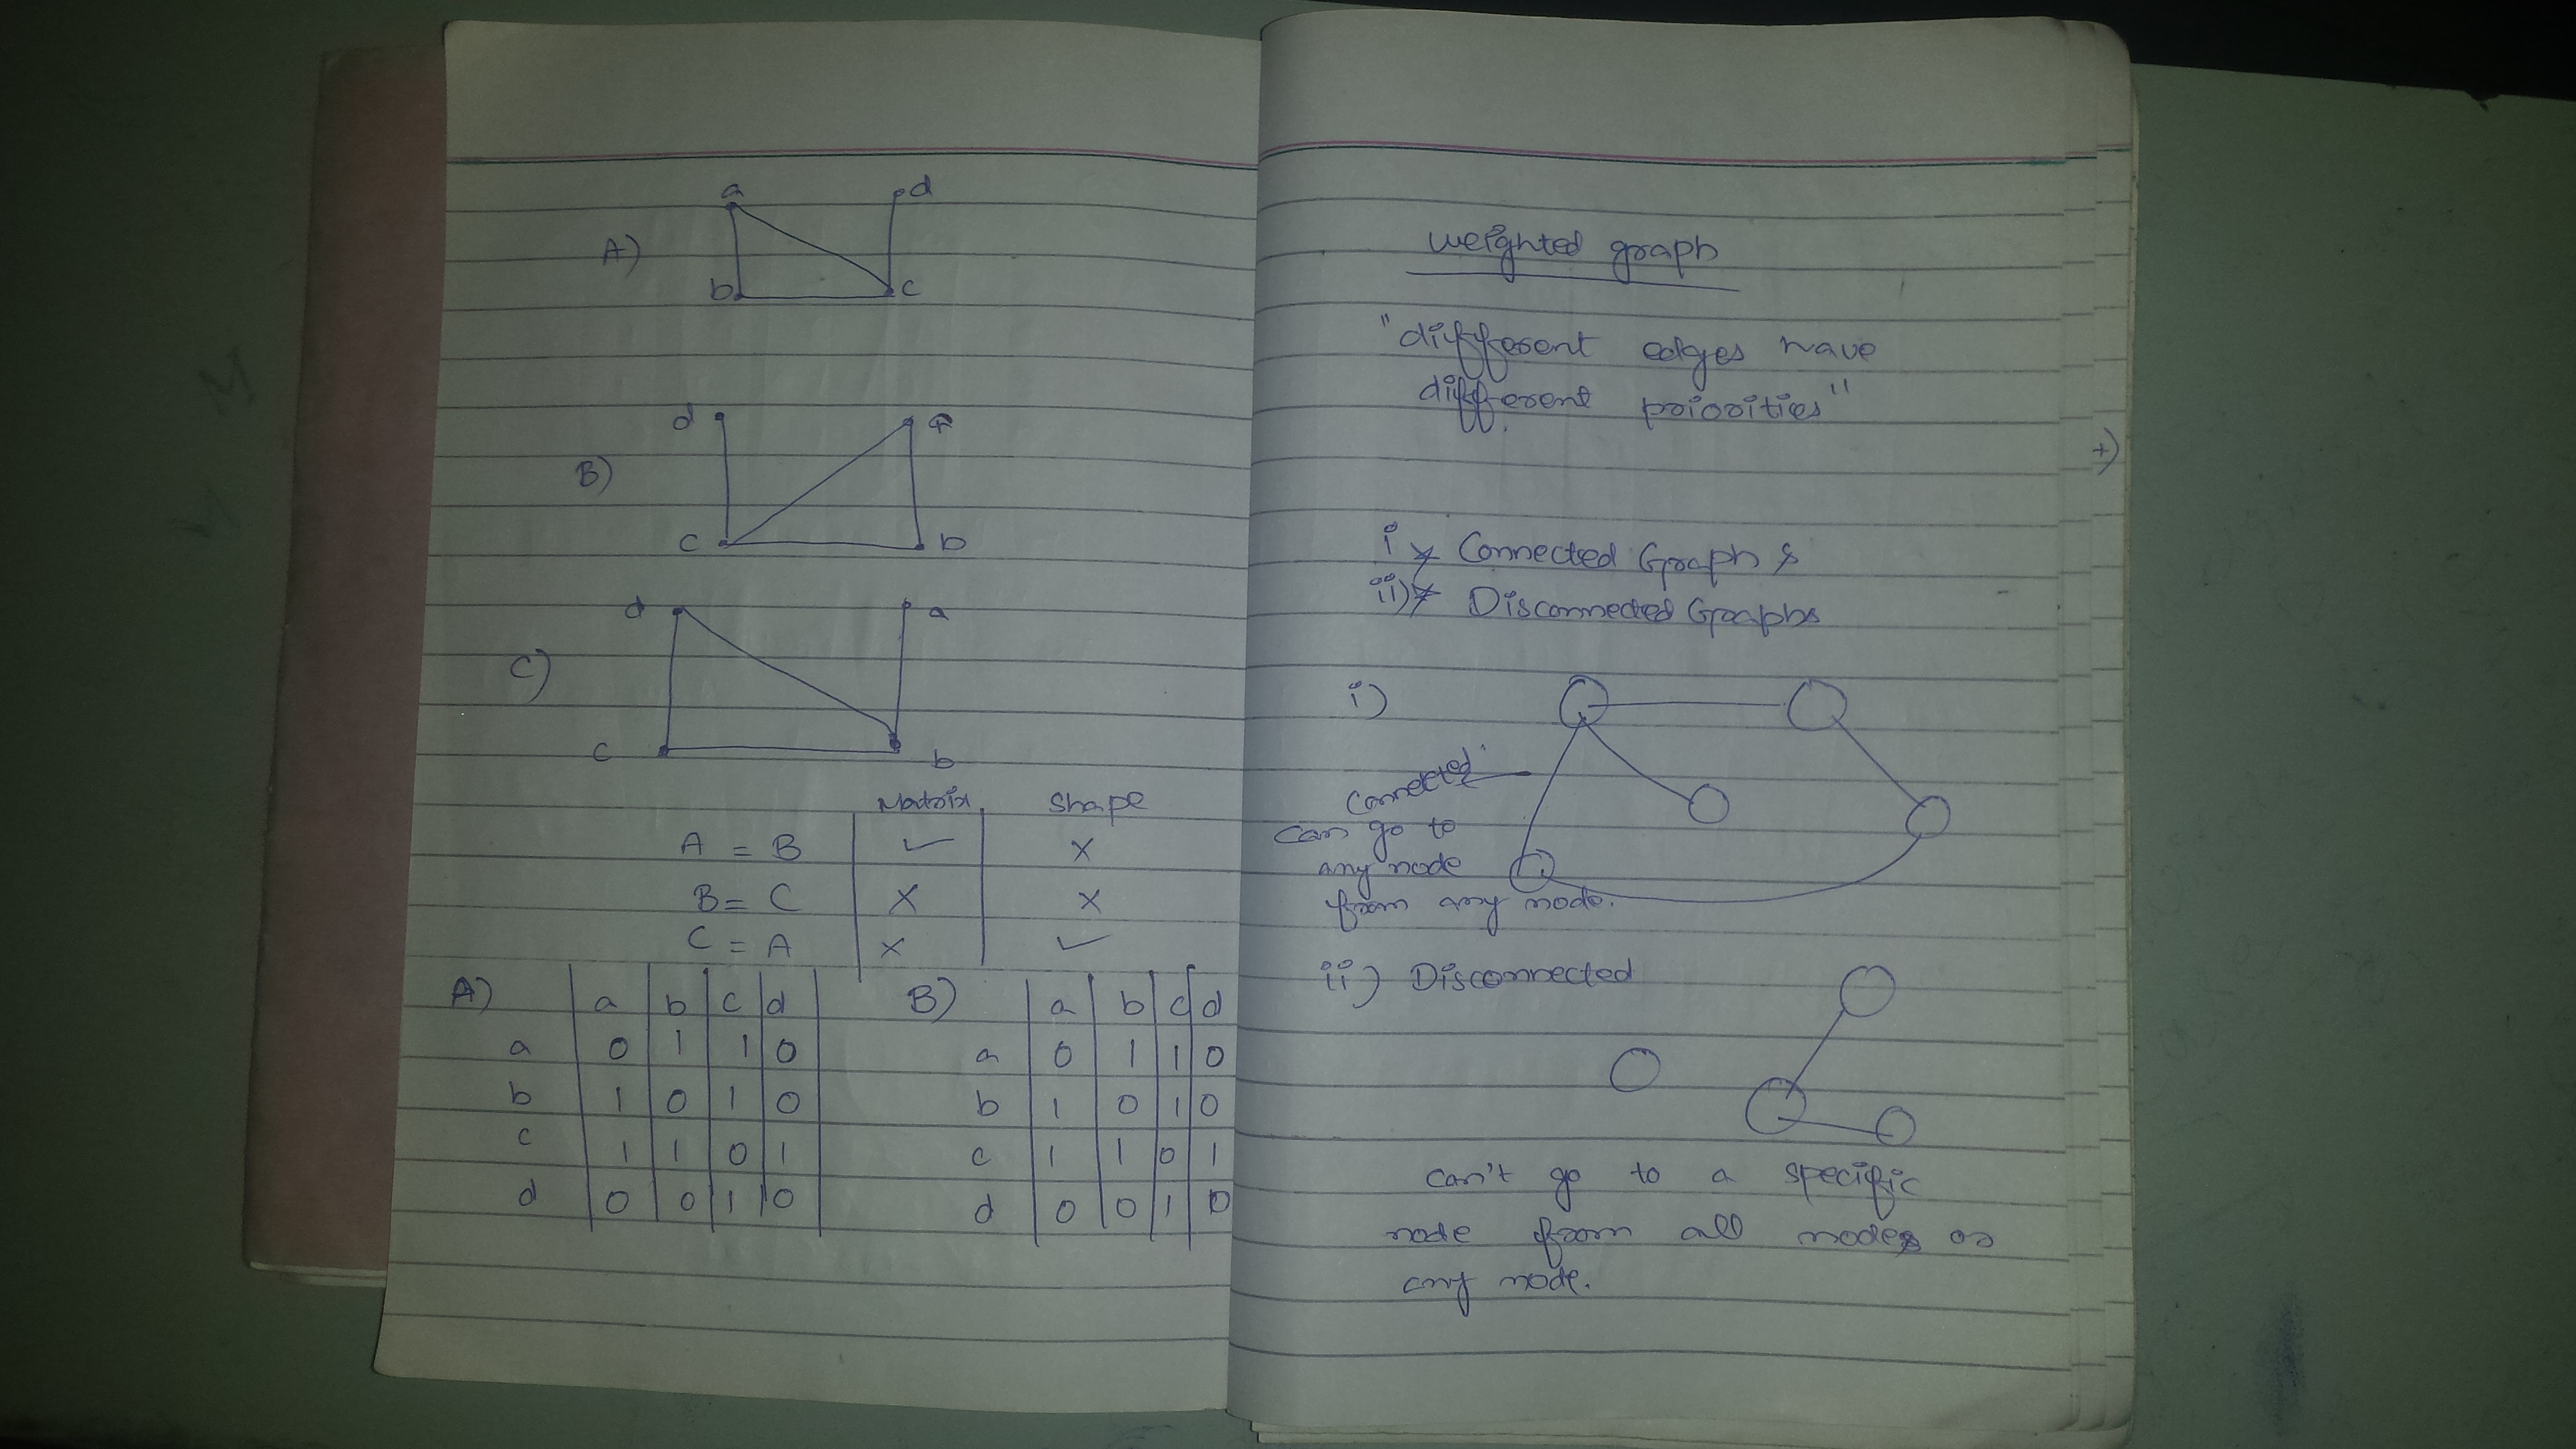 a d
A)
b c
d a
B)
c b
d a
C)
c b
Matrix Shape
A = B ✓ ×
B = C × ×
C = A × ✓
A) a b c d
a 0 1 1 0
b 1 0 1 0
c 1 1 0 1
d 0 0 1 0
B) a b c d
a 0 1 1 0
b 1 0 1 0
c 1 1 0 1
d 0 0 1 0
weighted graph
"different edges have
different priorities"
i Connected Graph &
ii) Disconnected Graphs
i)
Connected
can go to
any node
from any node.
ii) Disconnected
can't go to a specific
node from all nodes or
any node.
+)